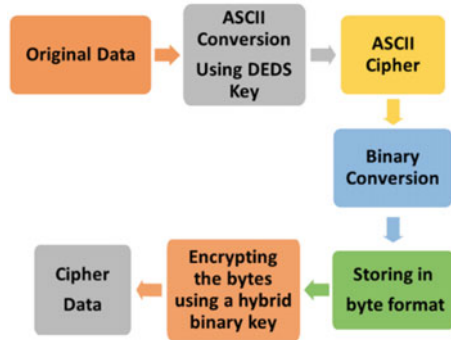 Original Data
ASCII
Conversion
Using DEDS
Key
ASCII
Cipher
Binary
Conversion
Storing in
byte format
Encrypting
the bytes
using a hybrid
binary key
Cipher
Data